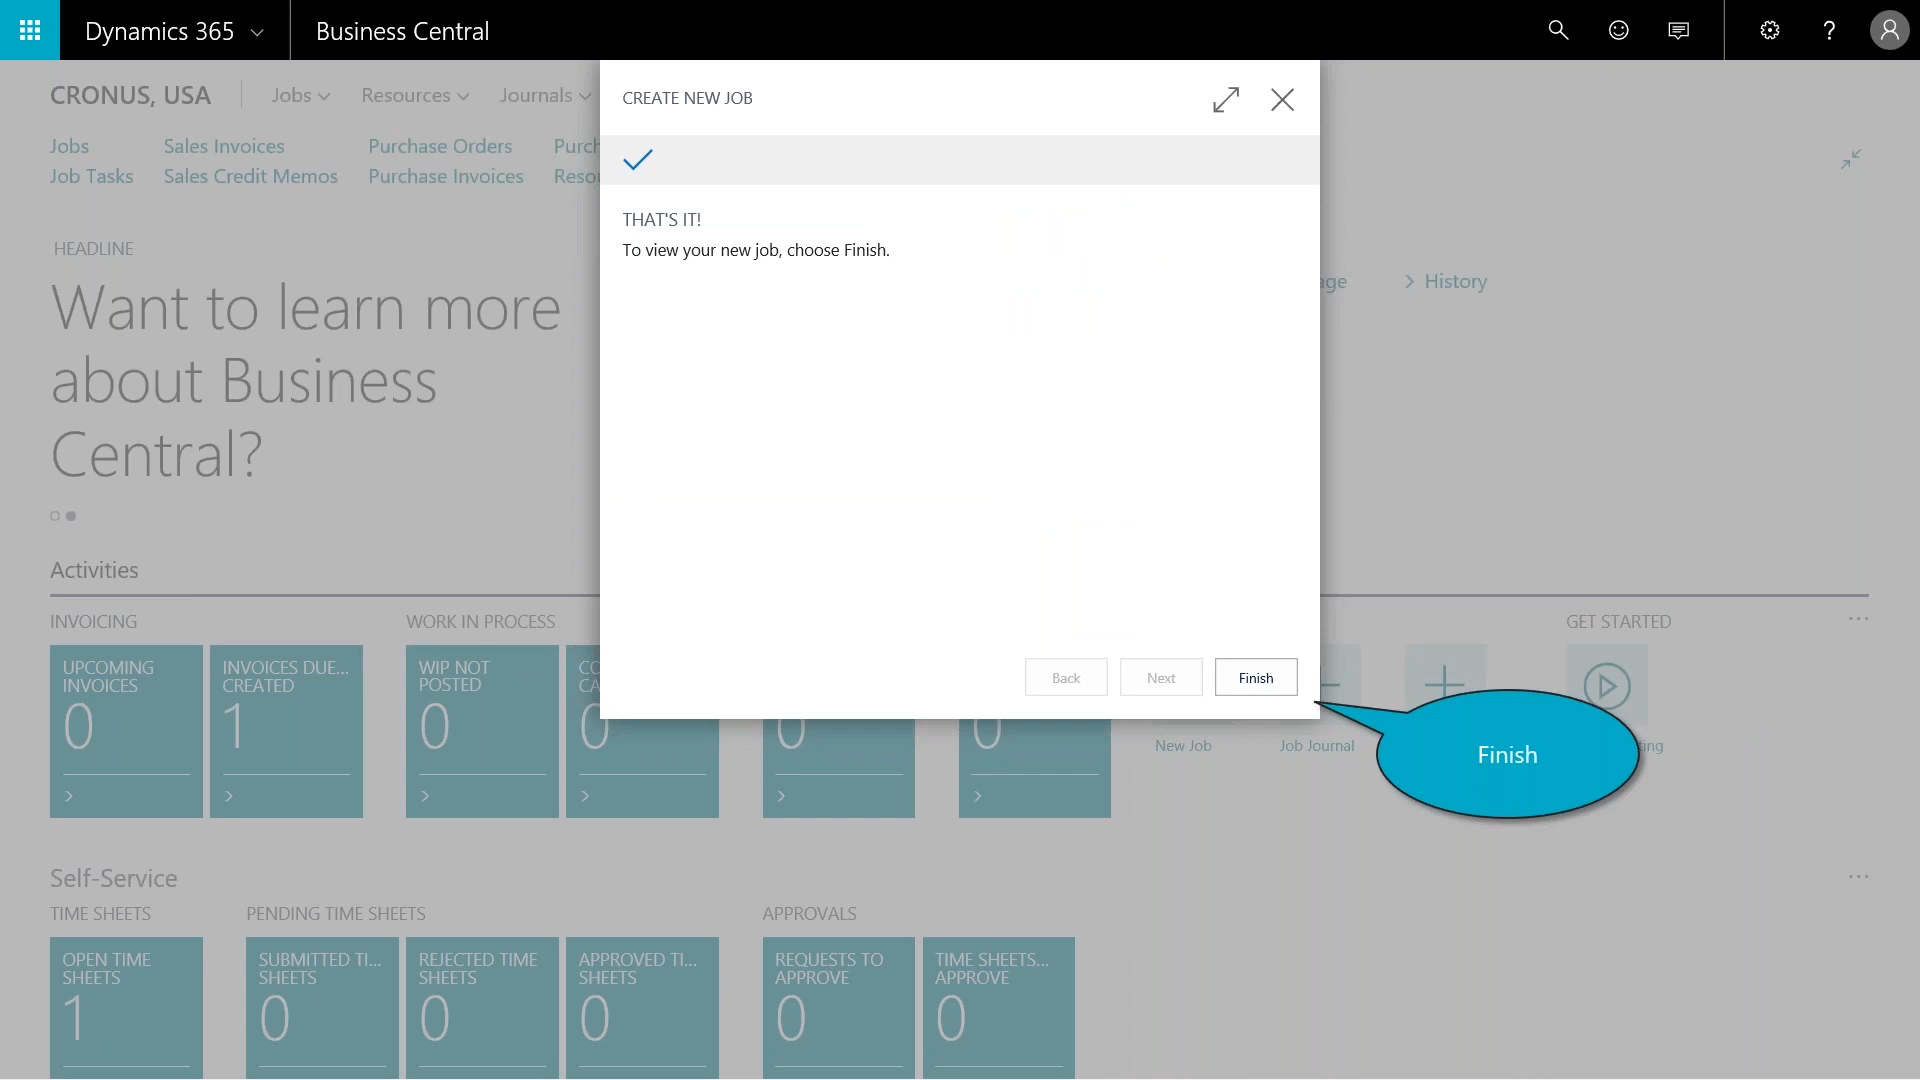 Dynamics 365
Business Central
?
CRONUS, USA
Jobs
Resources
Journals
Jobs
Sales Invoices
Purchase Orders
Job Tasks
Sales Credit Memos
Purchase Invoices
CREATE NEW JOB
THAT'S IT!
To view your new job, choose Finish.
Back
Next
Finish
HEADLINE
Want to learn more
about Business
Central?
History
Activities
INVOICING
WORK IN PROCESS
GET STARTED
UPCOMING
INVOICES
0
INVOICES DUE...
CREATED
1
WIP NOT
POSTED
0
0
0
0
New Job
Job Journal
Finish
Self-Service
TIME SHEETS
PENDING TIME SHEETS
APPROVALS
OPEN TIME
SHEETS
1
SUBMITTED TI...
SHEETS
0
REJECTED TIME
SHEETS
0
APPROVED TI...
SHEETS
0
REQUESTS TO
APPROVE
0
TIME SHEETS...
APPROVE
0